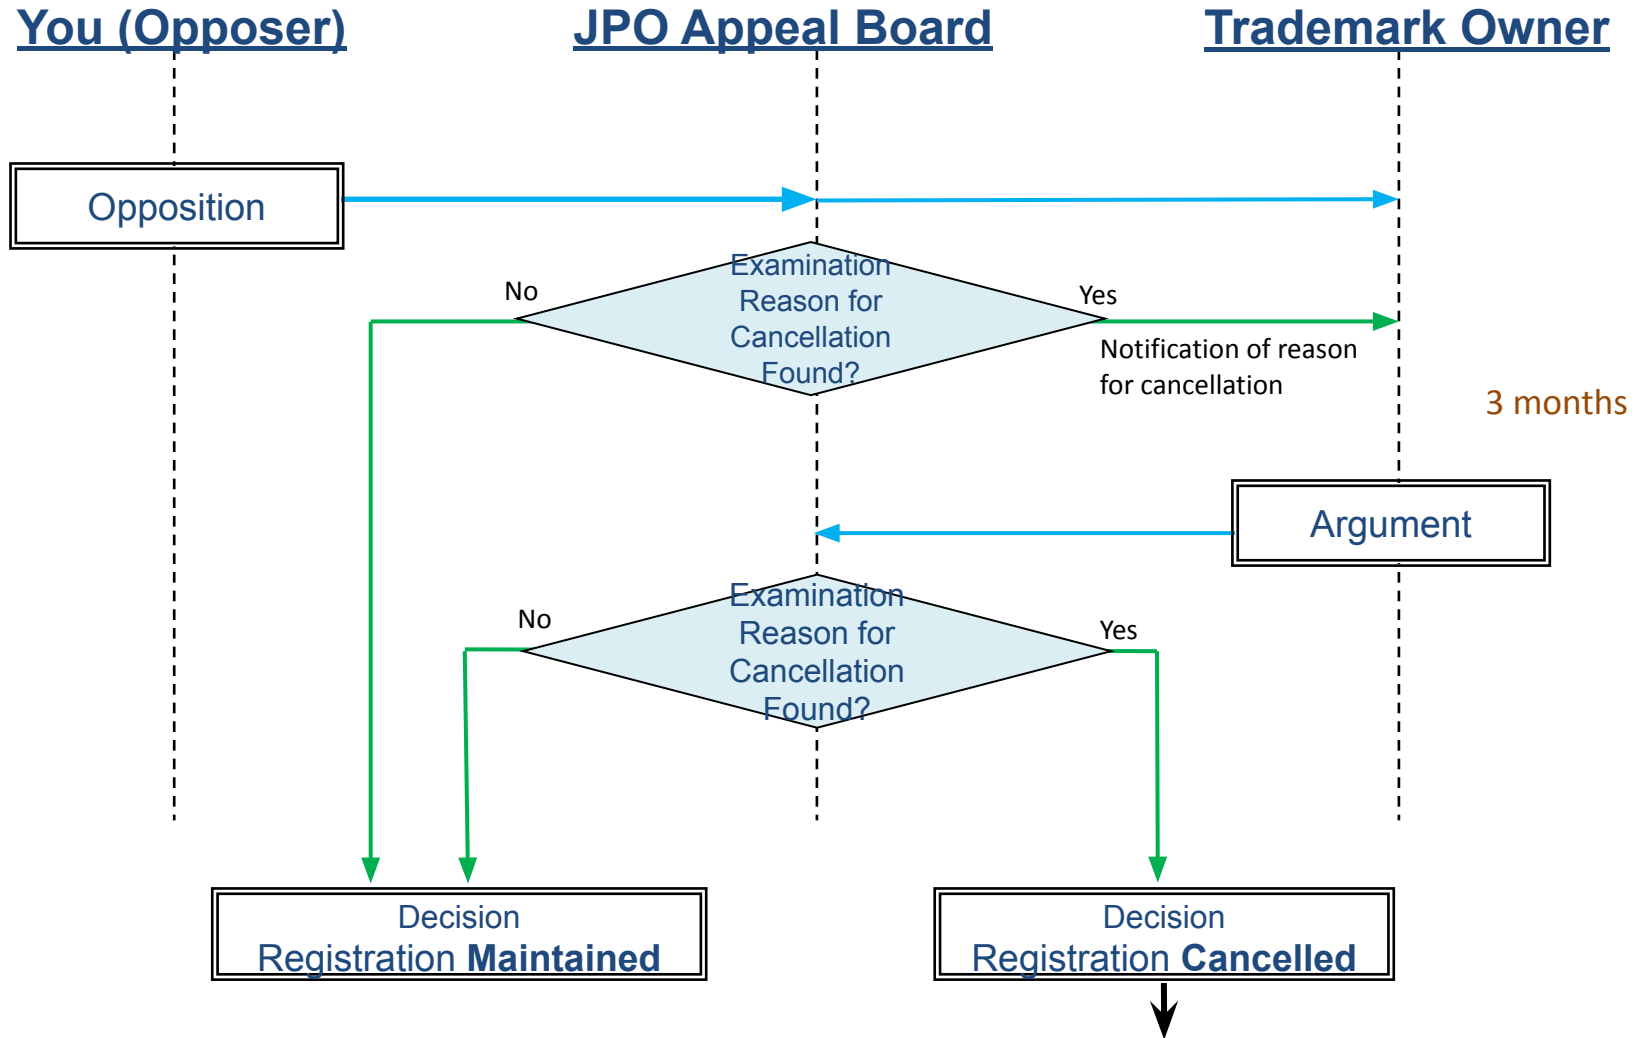 You (Opposer)
JPO Appeal Board
Trademark Owner
Opposition
Examination
Reason for
Cancellation
Found?
No
Yes
Notification of reason
for cancellation
3 months
Argument
Examination
Reason for
Cancellation
Found?
No
Yes
Decision
Registration Maintained
Decision
Registration Cancelled